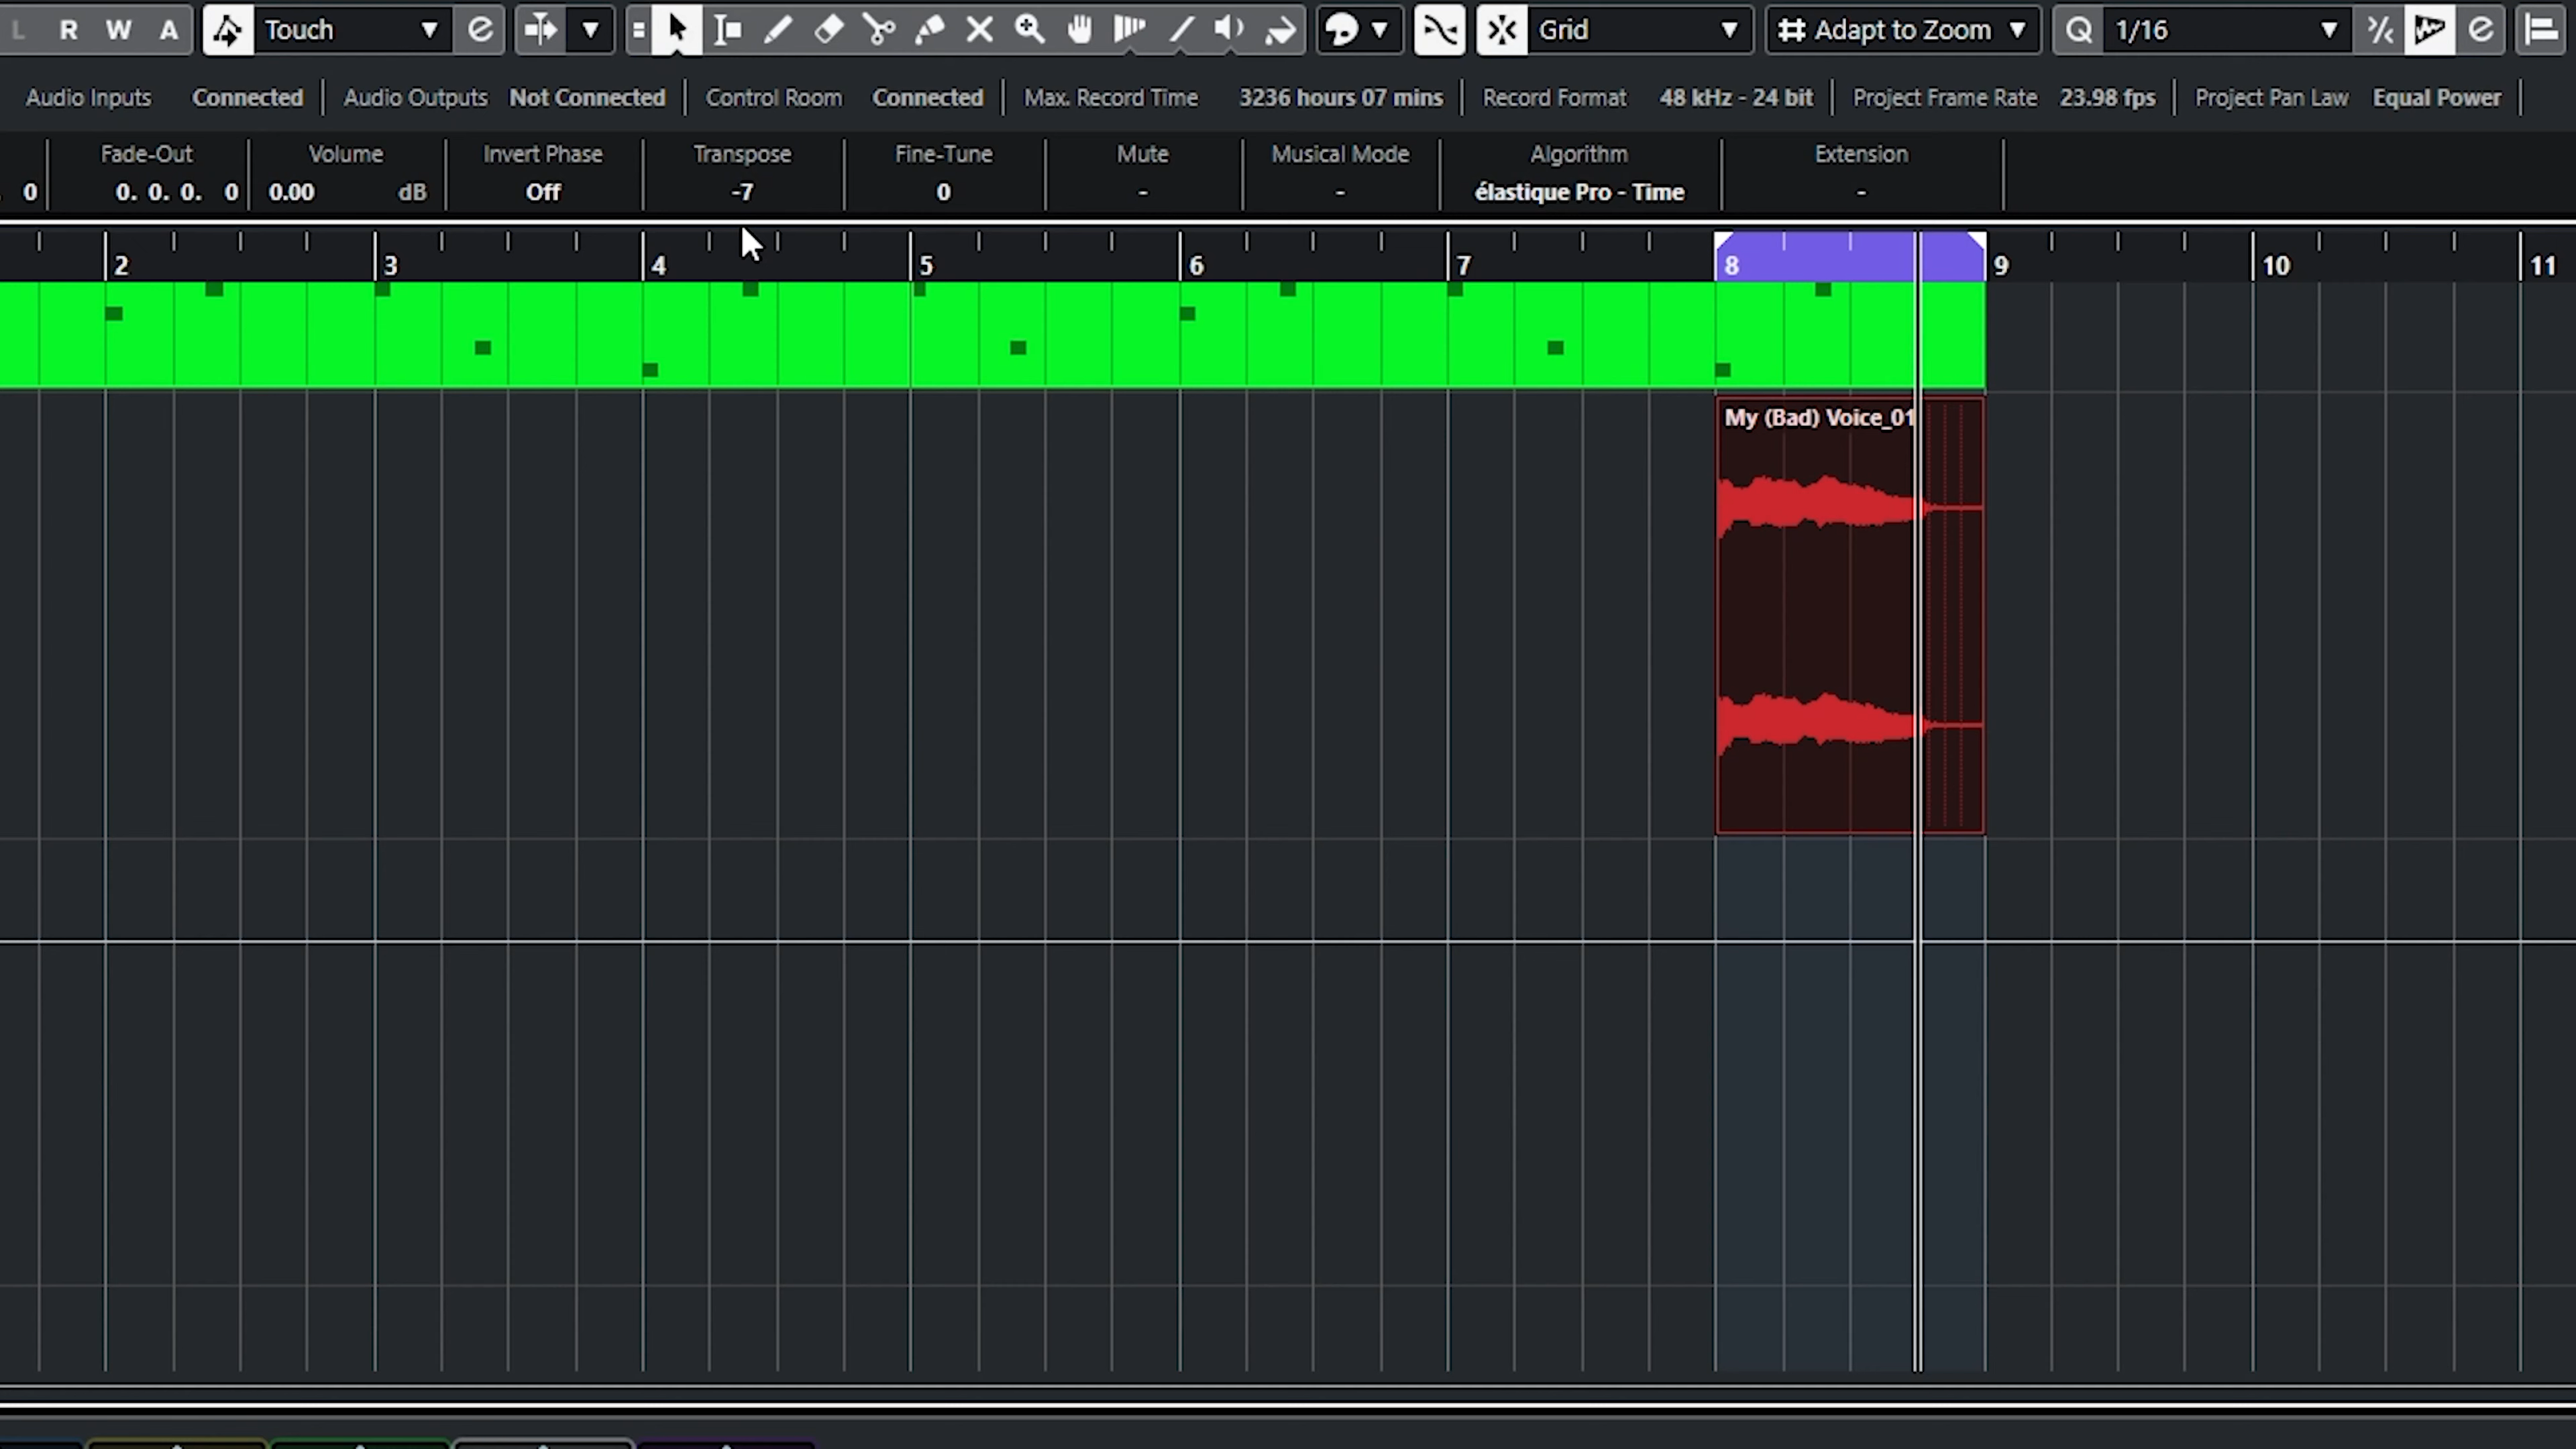 L R W A Touch Grid Adapt to Zoom Q 1/16
Audio Inputs Connected Audio Outputs Not Connected Control Room Connected Max. Record Time 3236 hours 07 mins Record Format 48 kHz - 24 bit Project Frame Rate 23.98 fps Project Pan Law Equal Power
Fade-Out Volume Invert Phase Transpose Fine-Tune Mute Musical Mode Algorithm Extension
0 0. 0. 0. 0 0.00 dB Off -7 0 - - élastique Pro - Time -
2 3 4 5 6 7 8 9 10 11
My (Bad) Voice_01